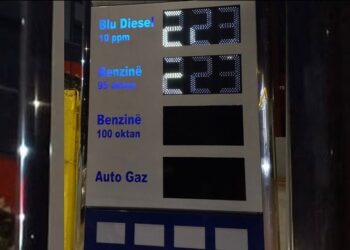 Blu Diesel
10 ppm
223
Benzinë
95 oktan
223
Benzinë
100 oktan
Auto Gaz